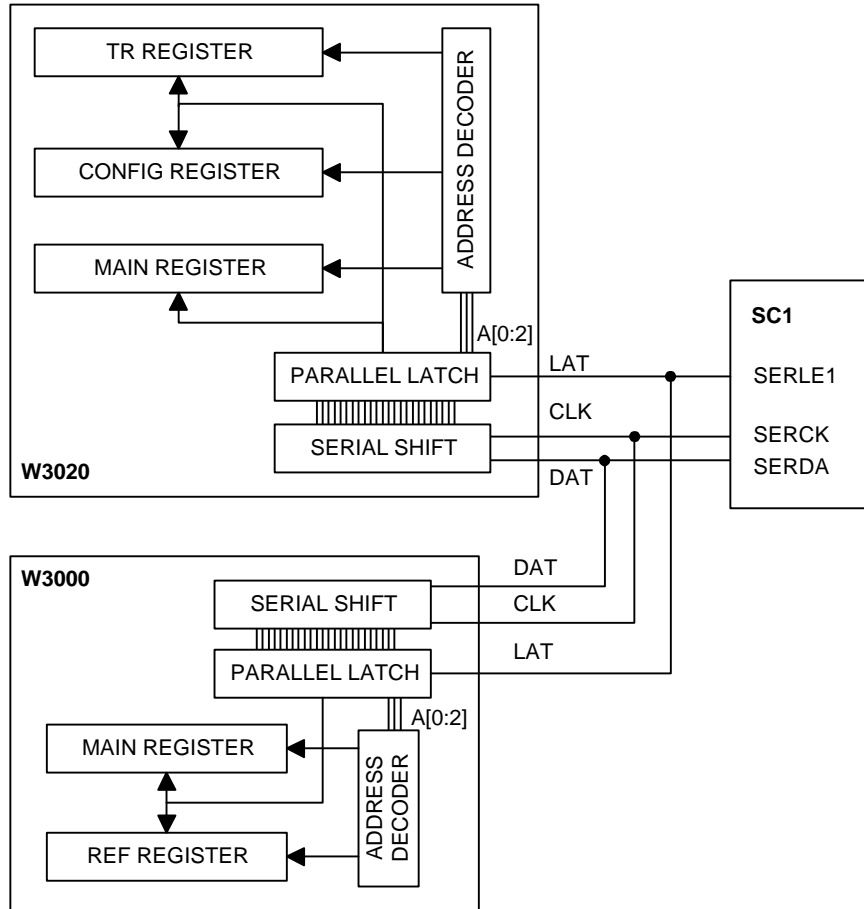 TR REGISTER
CONFIG REGISTER
MAIN REGISTER
ADDRESS DECODER
A[0:2]
PARALLEL LATCH
SERIAL SHIFT
W3020
LAT
CLK
DAT
SC1
SERLE1
SERCK
SERDA
W3000
SERIAL SHIFT
PARALLEL LATCH
DAT
CLK
LAT
A[0:2]
MAIN REGISTER
REF REGISTER
ADDRESS
DECODER